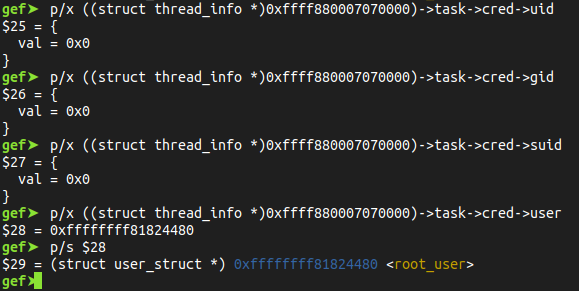 gef➤ p/x ((struct thread_info *)0xffff880007070000)->task->cred->uid
$25 = {
  val = 0x0
}
gef➤ p/x ((struct thread_info *)0xffff880007070000)->task->cred->gid
$26 = {
  val = 0x0
}
gef➤ p/x ((struct thread_info *)0xffff880007070000)->task->cred->suid
$27 = {
  val = 0x0
}
gef➤ p/x ((struct thread_info *)0xffff880007070000)->task->cred->user
$28 = 0xffffffff81824480
gef➤ p/s $28
$29 = (struct user_struct *) 0xffffffff81824480 <root_user>
gef➤